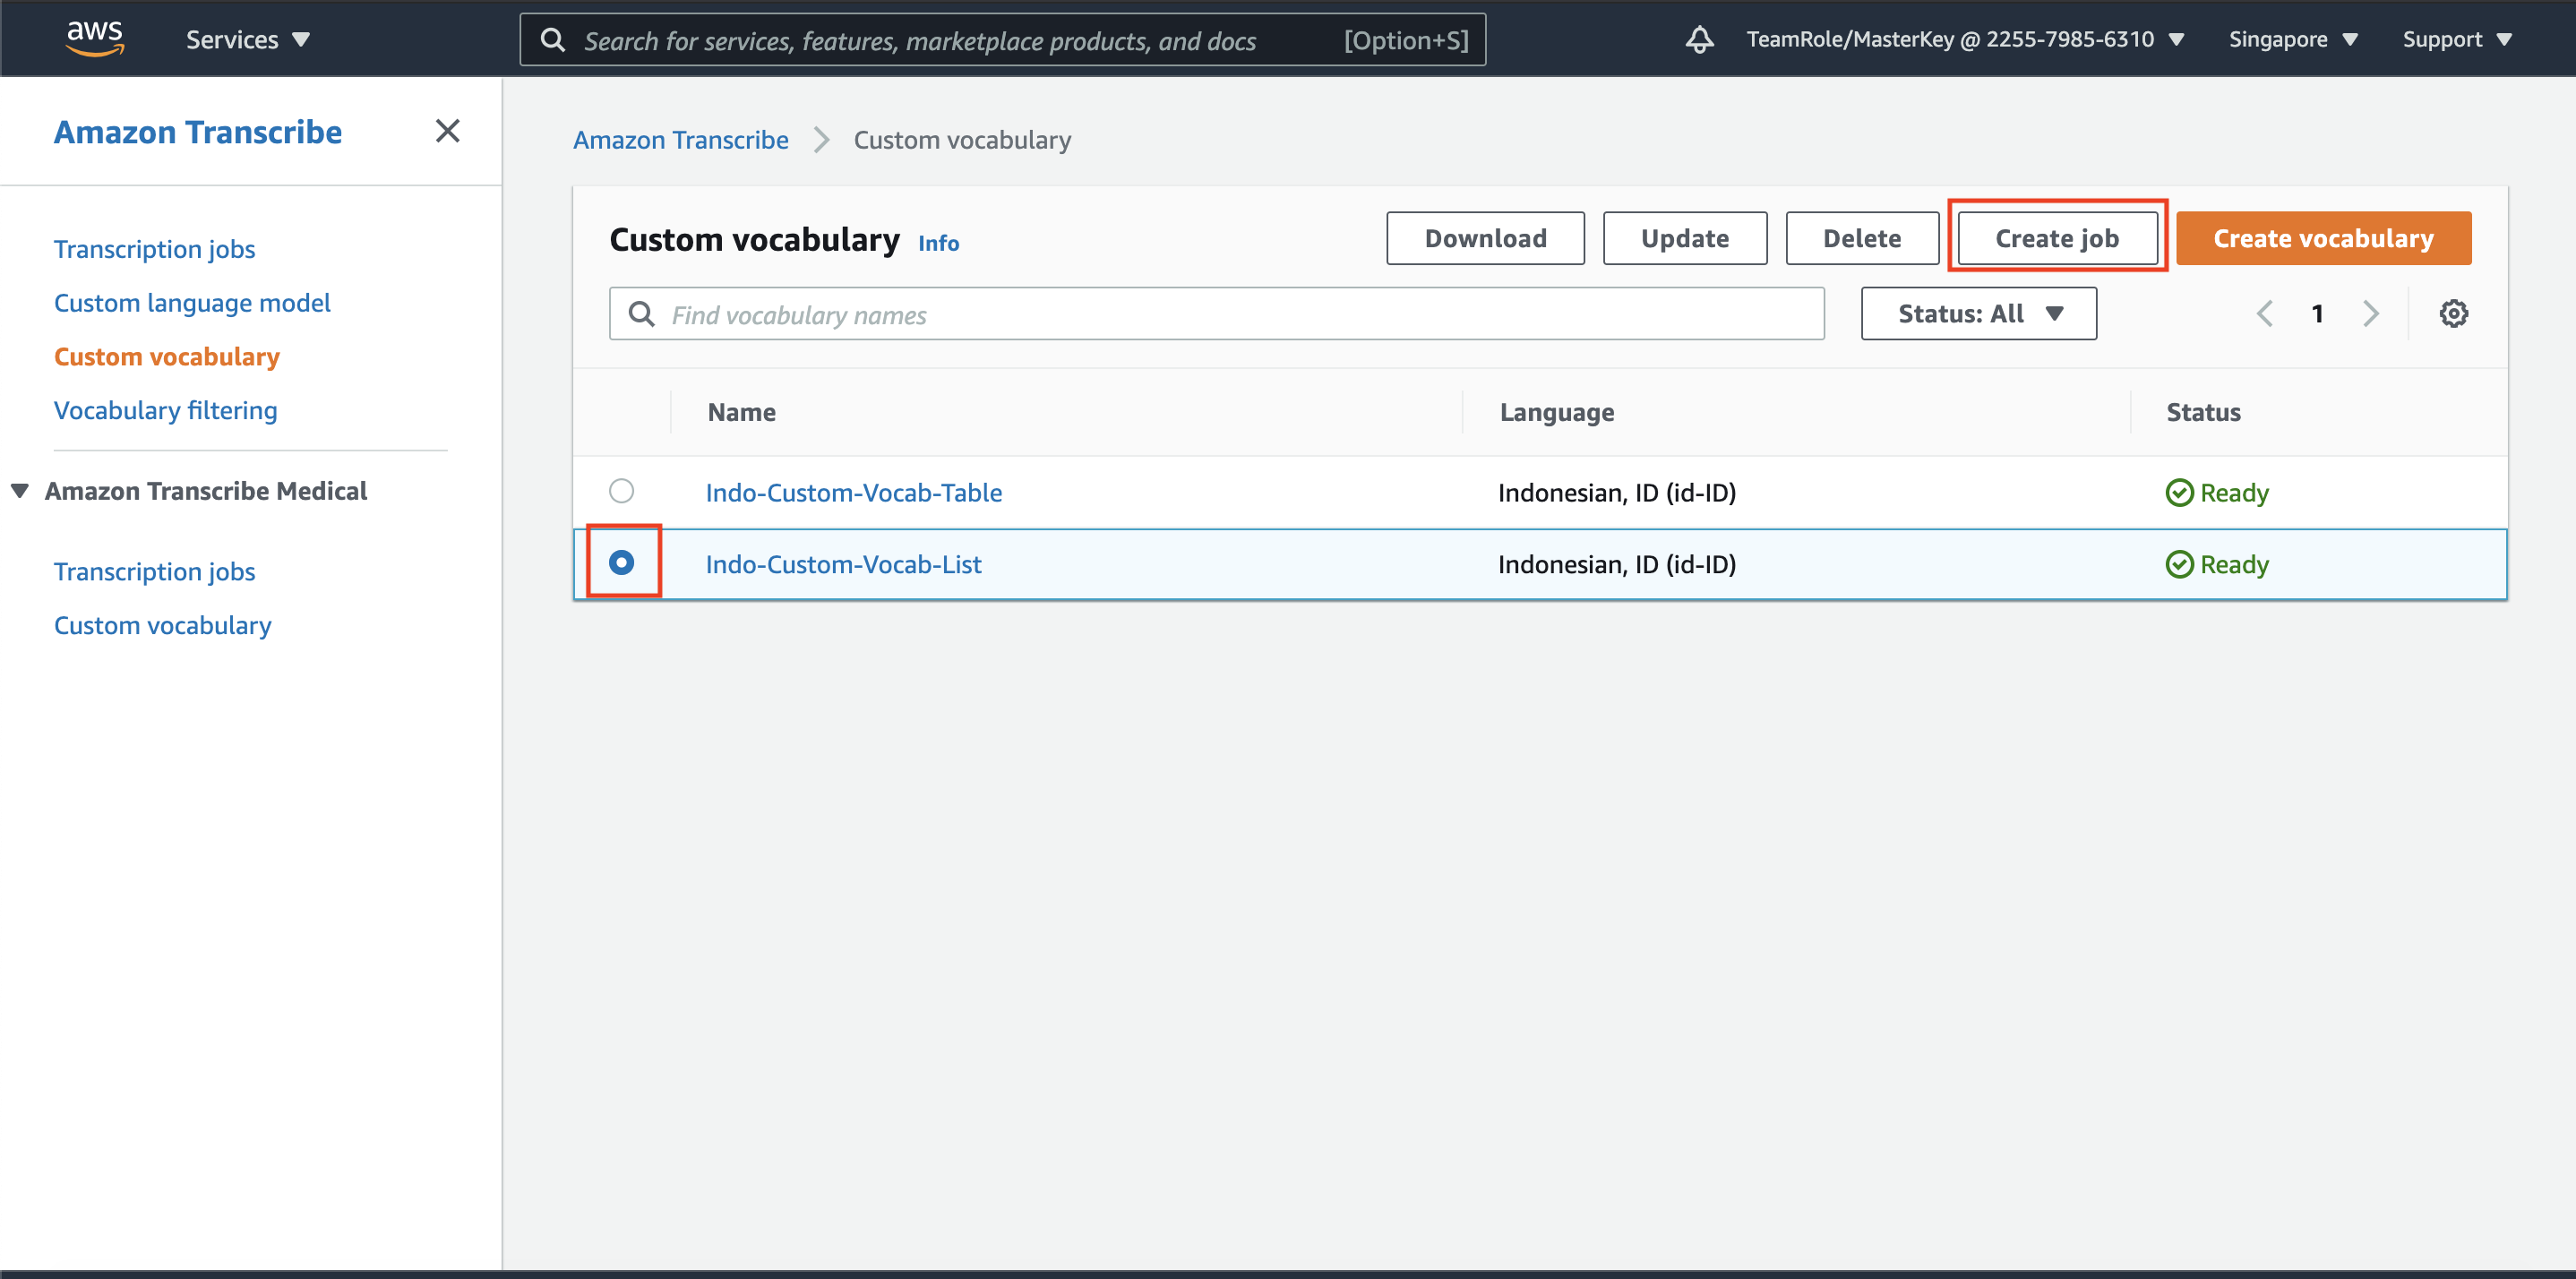 aws Services Search for services, features, marketplace products, and docs [Option+S] TeamRole/MasterKey @ 2255-7985-6310 Singapore Support
Amazon Transcribe
Transcription jobs
Custom language model
Custom vocabulary
Vocabulary filtering
Amazon Transcribe Medical
Transcription jobs
Custom vocabulary
Amazon Transcribe Custom vocabulary
Custom vocabulary Info Download Update Delete Create job Create vocabulary
Find vocabulary names Status: All 1
Name Language Status
Indo-Custom-Vocab-Table Indonesian, ID (id-ID) Ready
Indo-Custom-Vocab-List Indonesian, ID (id-ID) Ready